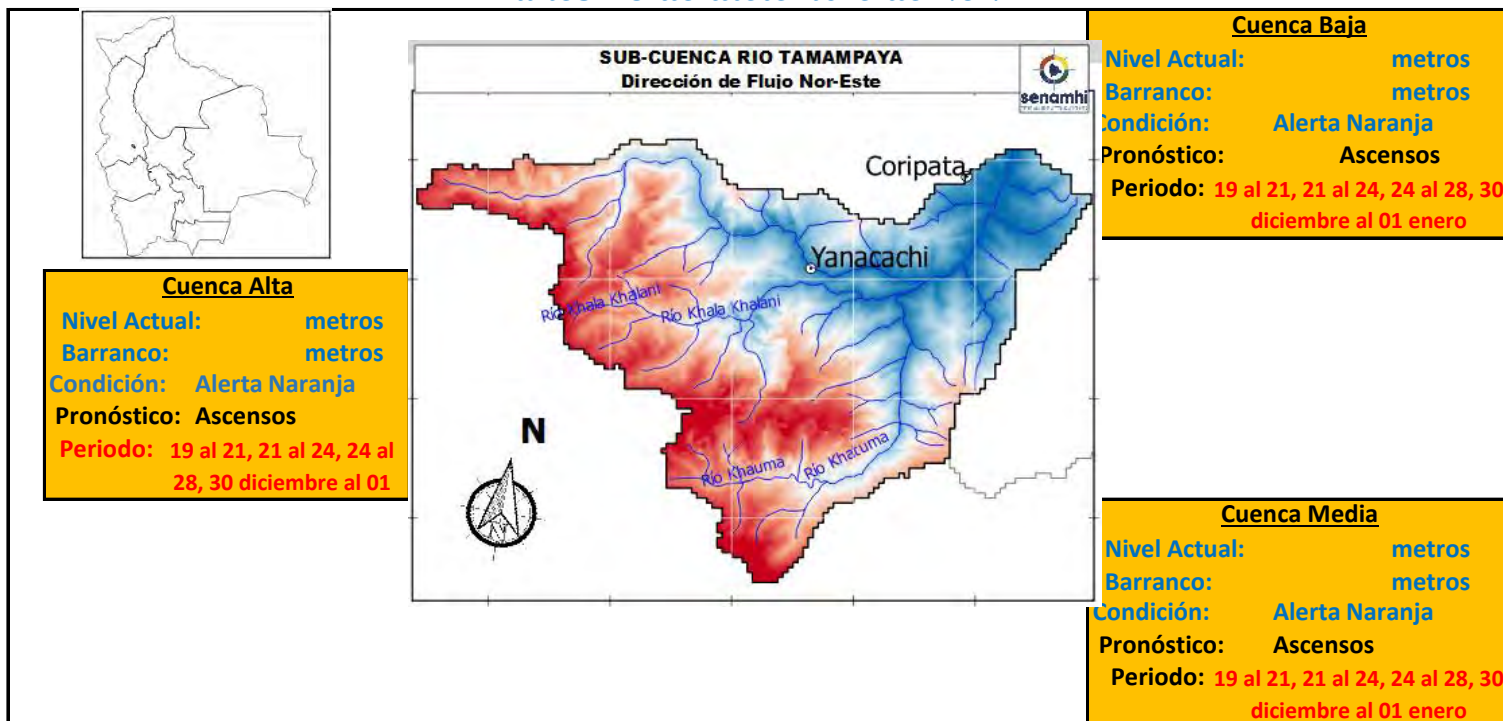 SUB-CUENCA RIO TAMAMPAYA
Dirección de Flujo Nor-Este
senamhi
Coripata
Yanacachi
Río Khala Khalani
Río Khala Khalani
Río Khauma
Río Khatuma
N
Cuenca Alta
Nivel Actual: metros
Barranco: metros
Condición: Alerta Naranja
Pronóstico: Ascensos
Periodo: 19 al 21, 21 al 24, 24 al
28, 30 diciembre al 01
Cuenca Baja
Nivel Actual: metros
Barranco: metros
Condición: Alerta Naranja
Pronóstico: Ascensos
Periodo: 19 al 21, 21 al 24, 24 al 28, 30
diciembre al 01 enero
Cuenca Media
Nivel Actual: metros
Barranco: metros
Condición: Alerta Naranja
Pronóstico: Ascensos
Periodo: 19 al 21, 21 al 24, 24 al 28, 30
diciembre al 01 enero